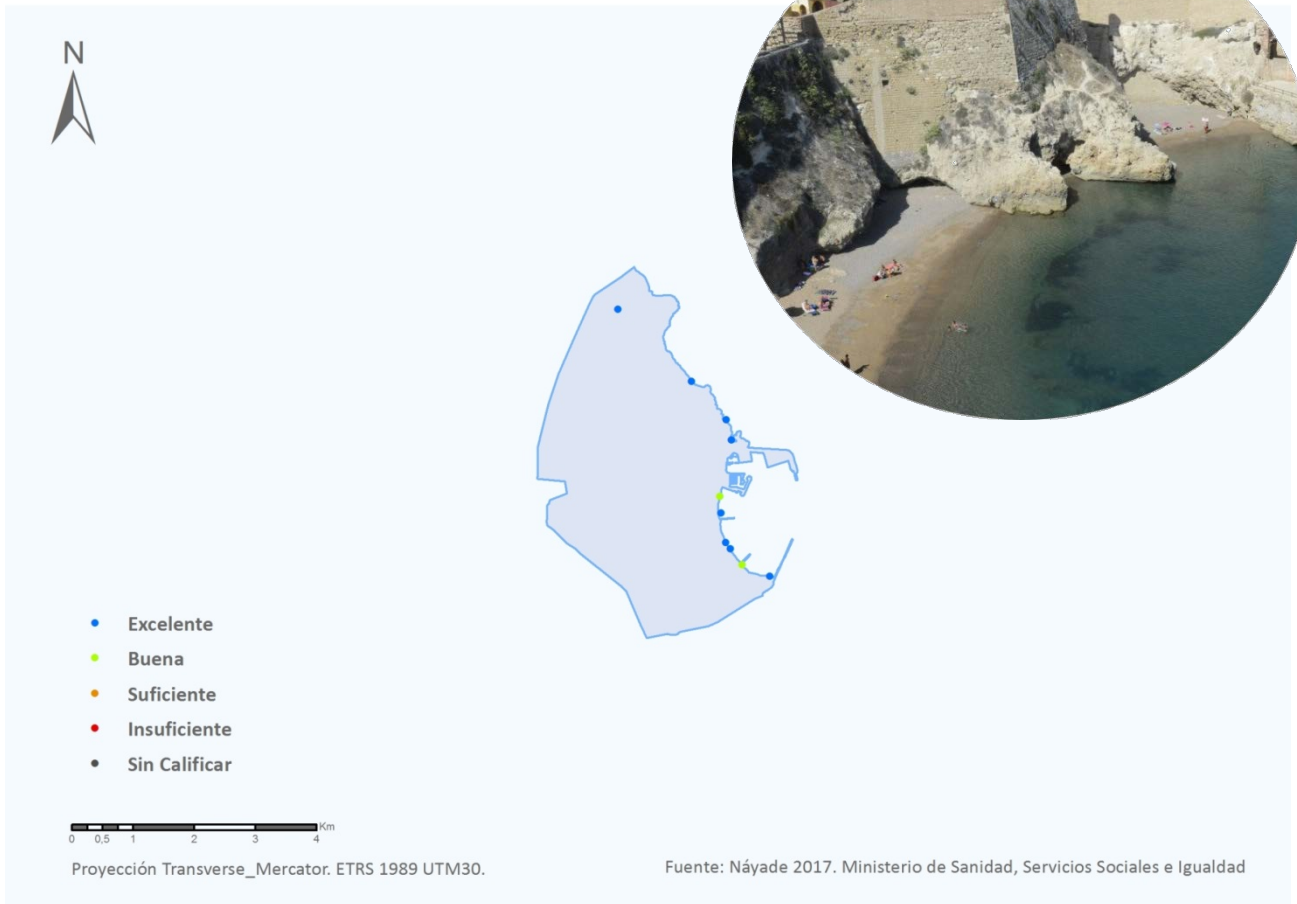 N
Excelente
Buena
Suficiente
Insuficiente
Sin Calificar
Km
0 0,5 1 2 3 4
Proyección Transverse_Mercator. ETRS 1989 UTM30.
Fuente: Náyade 2017. Ministerio de Sanidad, Servicios Sociales e Igualdad